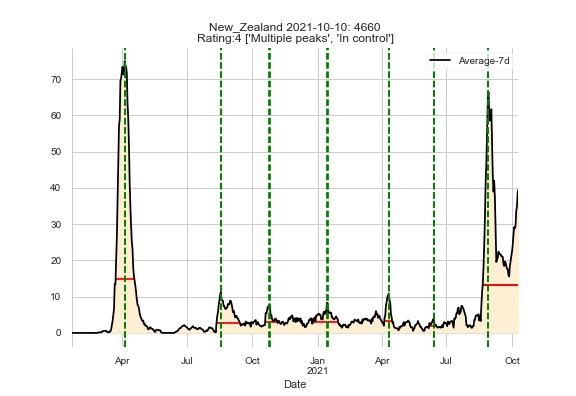 New_Zealand 2021-10-10: 4660
Rating:4 ['Multiple peaks', 'In control']
Average-7d
70
60
50
40
30
20
10
0
Apr Jul Oct Jan Apr Jul Oct
2021
Date